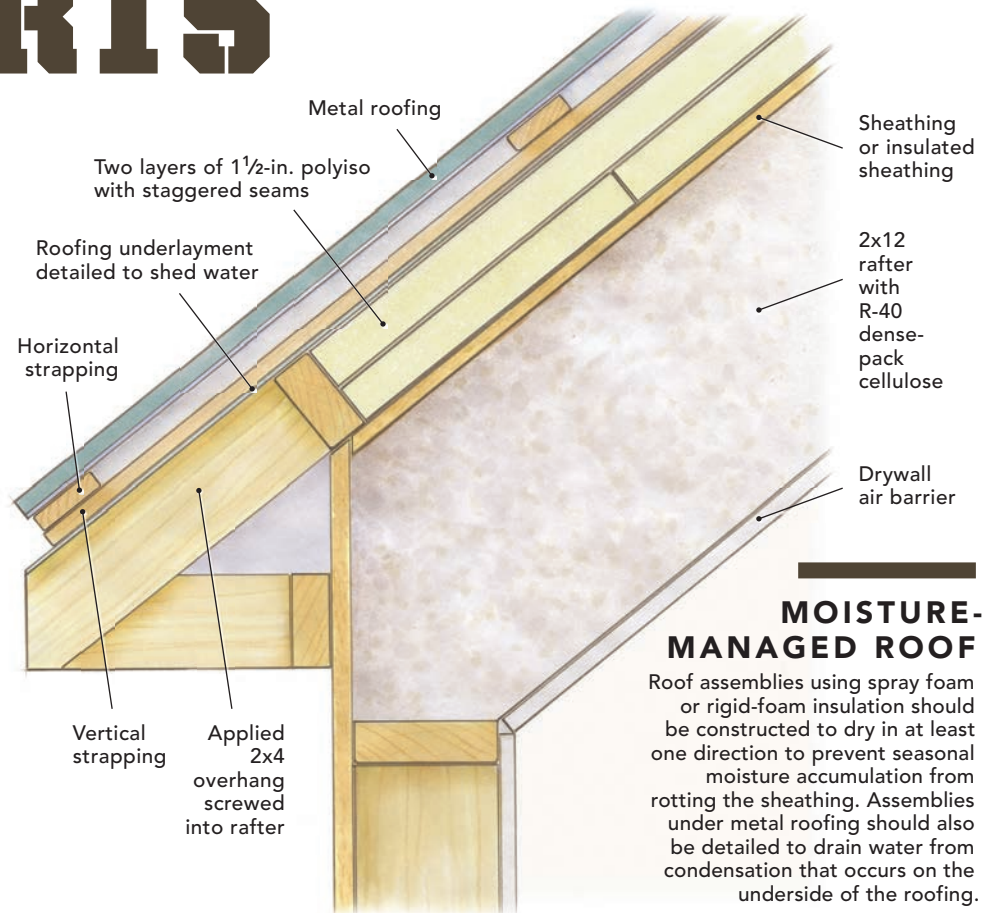 RTS
Metal roofing
Two layers of 1½-in. polyiso
with staggered seams
Roofing underlayment
detailed to shed water
Horizontal
strapping
Sheathing
or insulated
sheathing
2x12
rafter
with
R-40
dense-
pack
cellulose
Drywall
air barrier
Vertical
strapping
Applied
2x4
overhang
screwed
into rafter
MOISTURE-
MANAGED ROOF
Roof assemblies using spray foam
or rigid-foam insulation should
be constructed to dry in at least
one direction to prevent seasonal
moisture accumulation from
rotting the sheathing. Assemblies
under metal roofing should also
be detailed to drain water from
condensation that occurs on the
underside of the roofing.